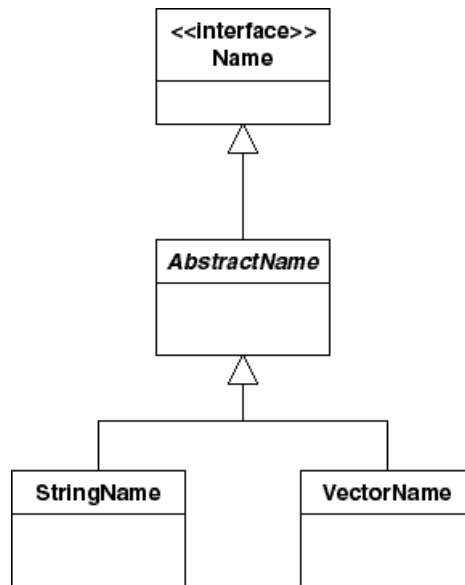 <<interface>>
Name
AbstractName
StringName
VectorName